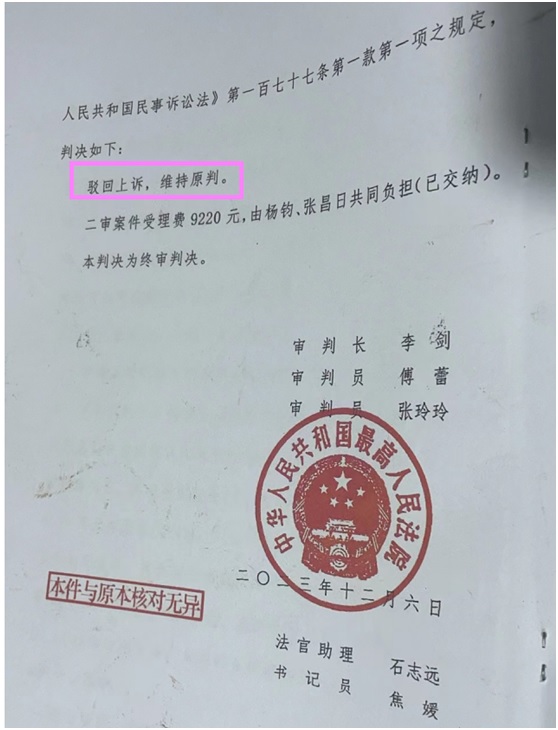 人民共和国民事诉讼法》第一百七十七条第一款第一项之规定，
判决如下：
驳回上诉，维持原判。
二审案件受理费9220元，由杨钧、张昌日共同负担(已交纳)。
本判决为终审判决。
审判长 李剑
审判员 傅蕾
审判员 张玲玲
中华人民共和国最高人民法院
二〇二三年十二月六日
本件与原本核对无异
法官助理 石志远
书记员 焦媛